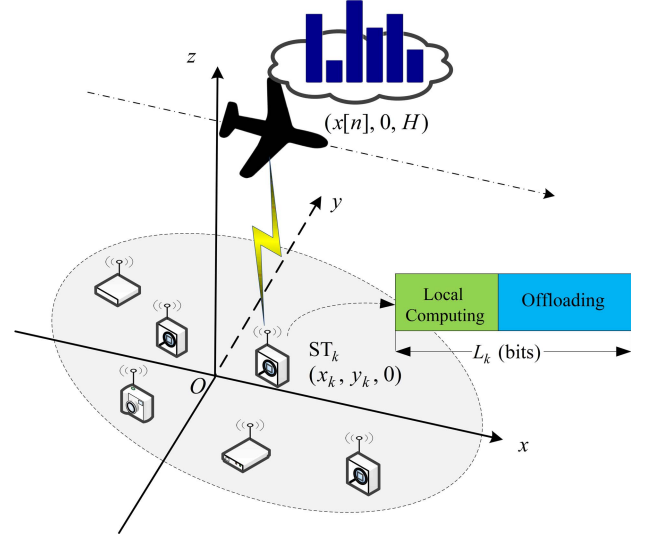 z
(x[n], 0, H)
y
Local
Computing
Offloading
L_k (bits)
ST_k
(x_k, y_k, 0)
O
x